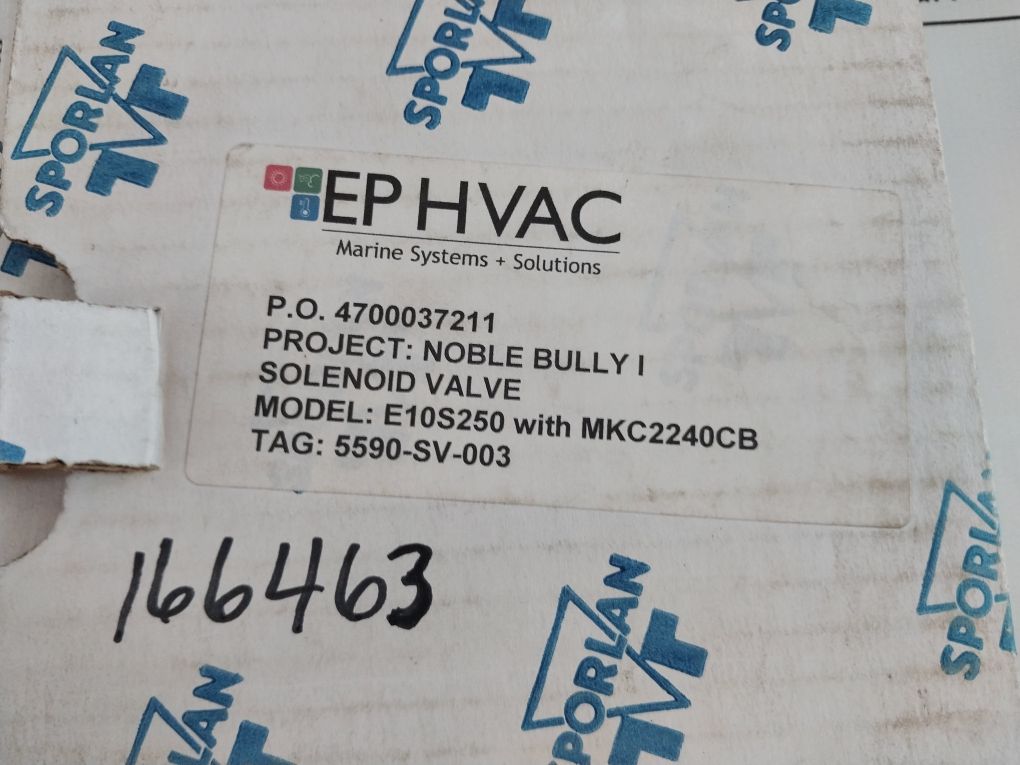 SPORLAN
SPORLAN
SPORLAN
EP HVAC
Marine Systems + Solutions
P.O. 4700037211
PROJECT: NOBLE BULLY I
SOLENOID VALVE
MODEL: E10S250 with MKC2240CB
TAG: 5590-SV-003
166463
SPORLAN
SPORLAN
SPORLAN